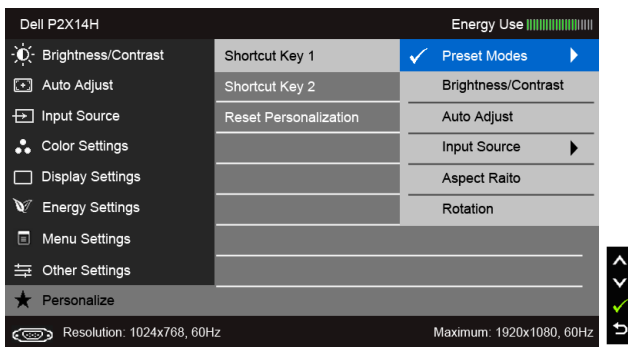 Dell P2X14H
Energy Use
Brightness/Contrast
Auto Adjust
Input Source
Color Settings
Display Settings
Energy Settings
Menu Settings
Other Settings
Personalize
Shortcut Key 1
Shortcut Key 2
Reset Personalization
Preset Modes
Brightness/Contrast
Auto Adjust
Input Source
Aspect Raito
Rotation
Resolution: 1024x768, 60Hz
Maximum: 1920x1080, 60Hz